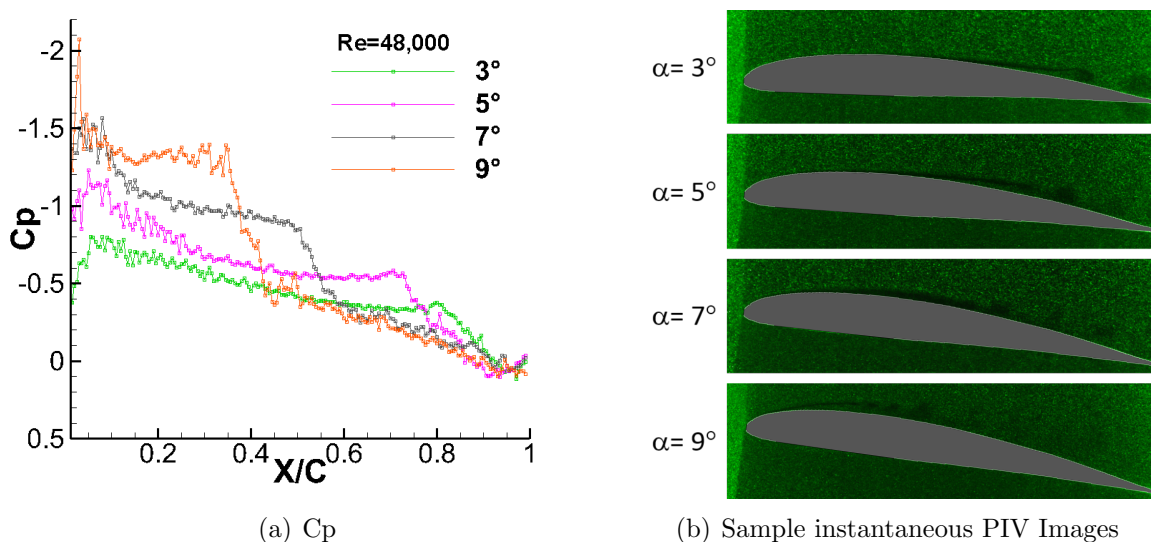 Re=48,000
3°
5°
7°
9°
-2
-1.5
-1
-0.5
0
0.5
Cp
0.2 0.4 0.6 0.8 1
X/C
(a) Cp
α= 3°
α= 5°
α= 7°
α= 9°
(b) Sample instantaneous PIV Images